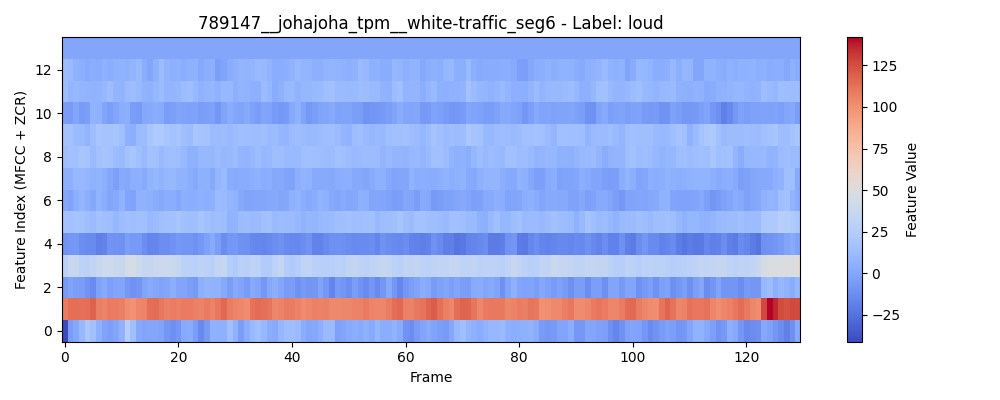 789147__johajoha_tpm__white-traffic_seg6 - Label: loud
Feature Index (MFCC + ZCR)
12
10
8
6
4
2
0
0 20 40 60 80 100 120
Frame
125
100
75
50
25
0
−25
Feature Value